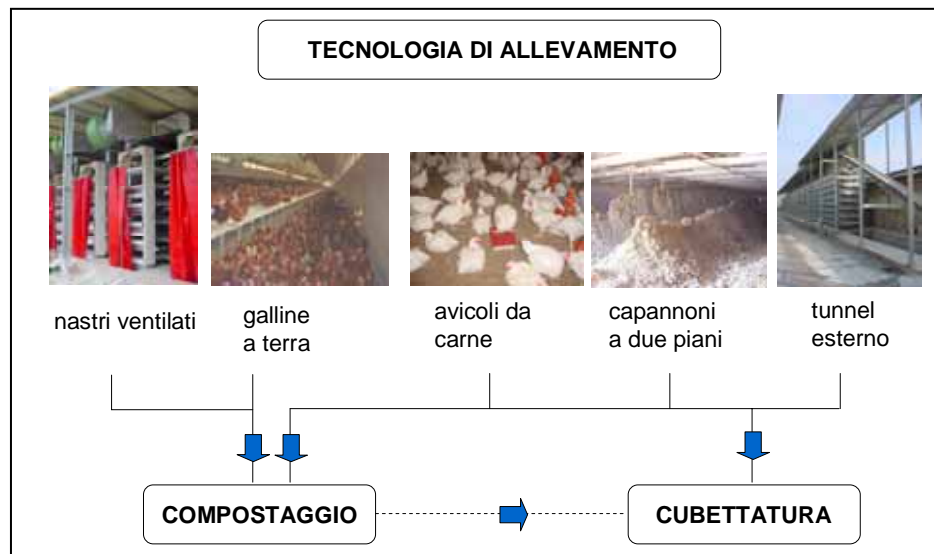 TECNOLOGIA DI ALLEVAMENTO
nastri ventilati
galline
a terra
avicoli da
carne
capannoni
a due piani
tunnel
esterno
COMPOSTAGGIO
CUBETTATURA